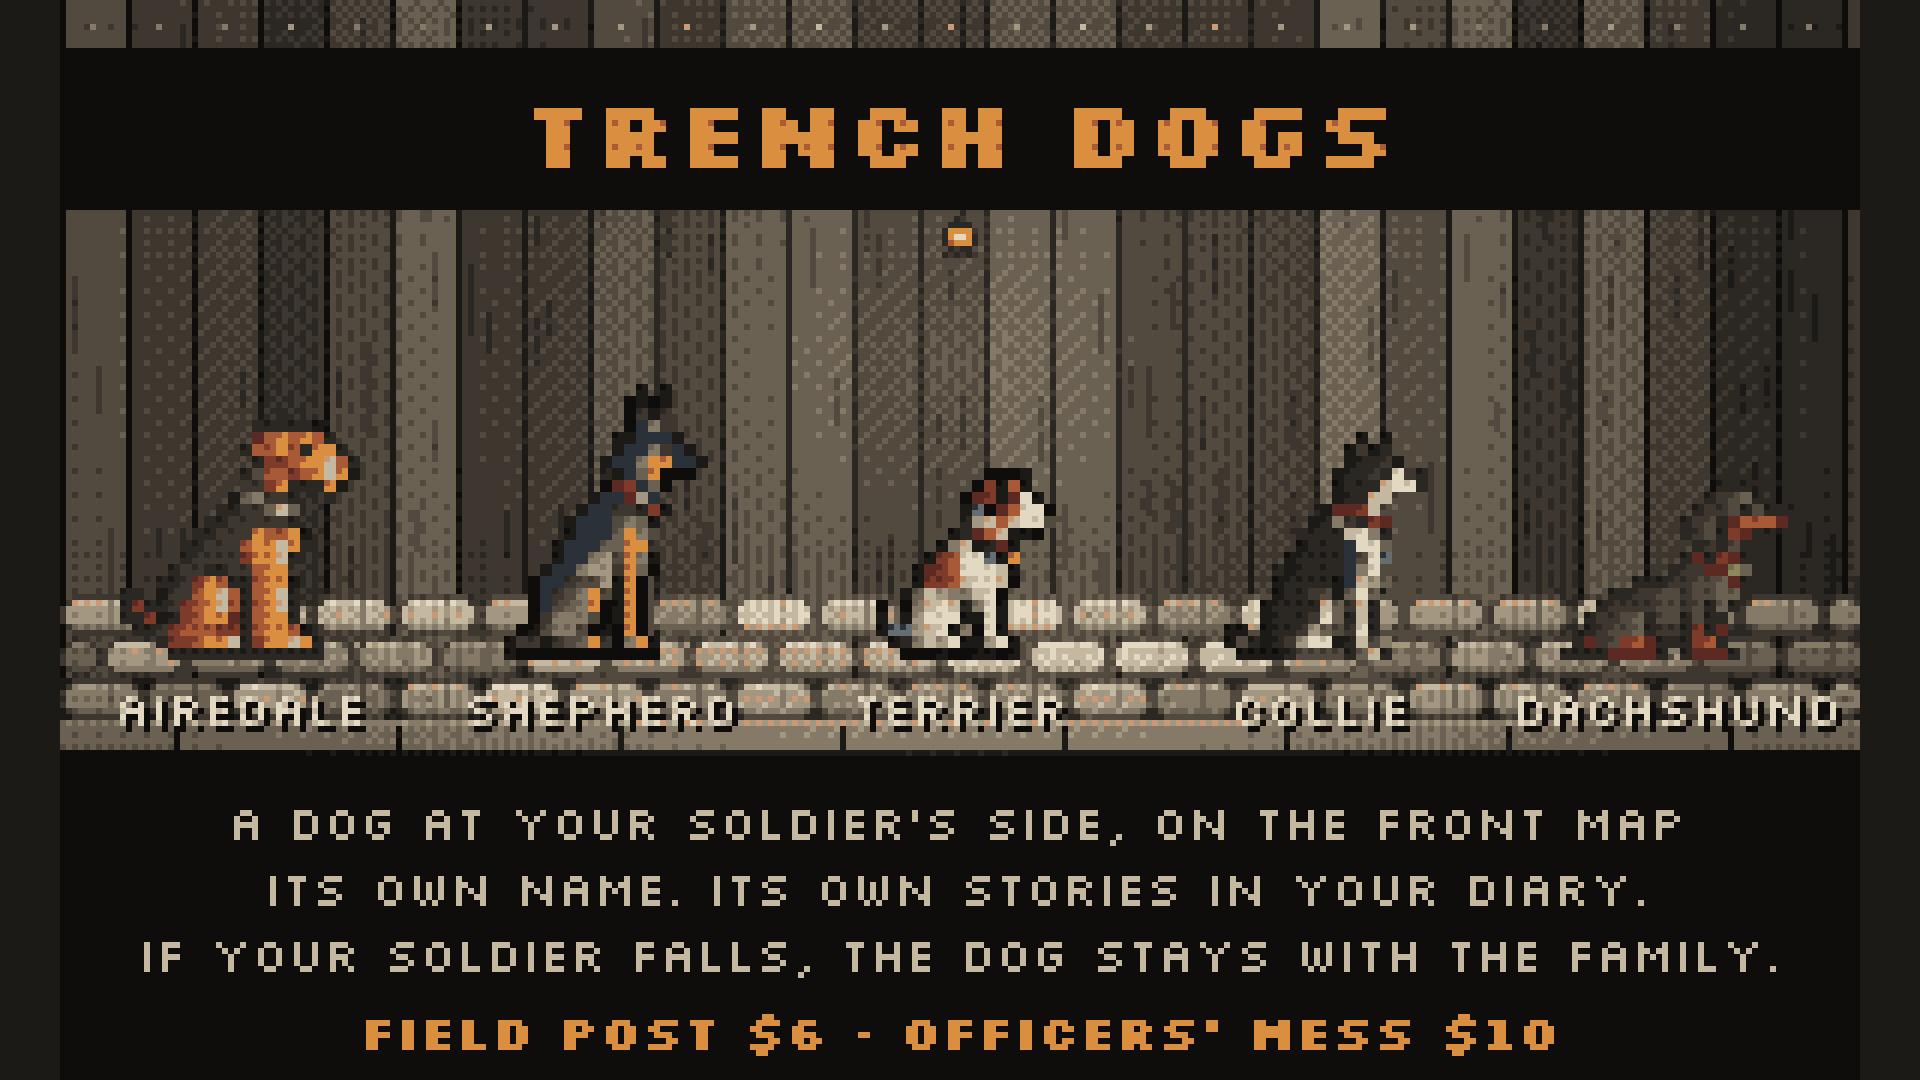 TRENCH DOGS
AIREDALE SHEPHERD TERRIER COLLIE DACHSHUND
A DOG AT YOUR SOLDIER'S SIDE, ON THE FRONT MAP
ITS OWN NAME. ITS OWN STORIES IN YOUR DIARY.
IF YOUR SOLDIER FALLS, THE DOG STAYS WITH THE FAMILY.
FIELD POST $6 - OFFICERS' MESS $10